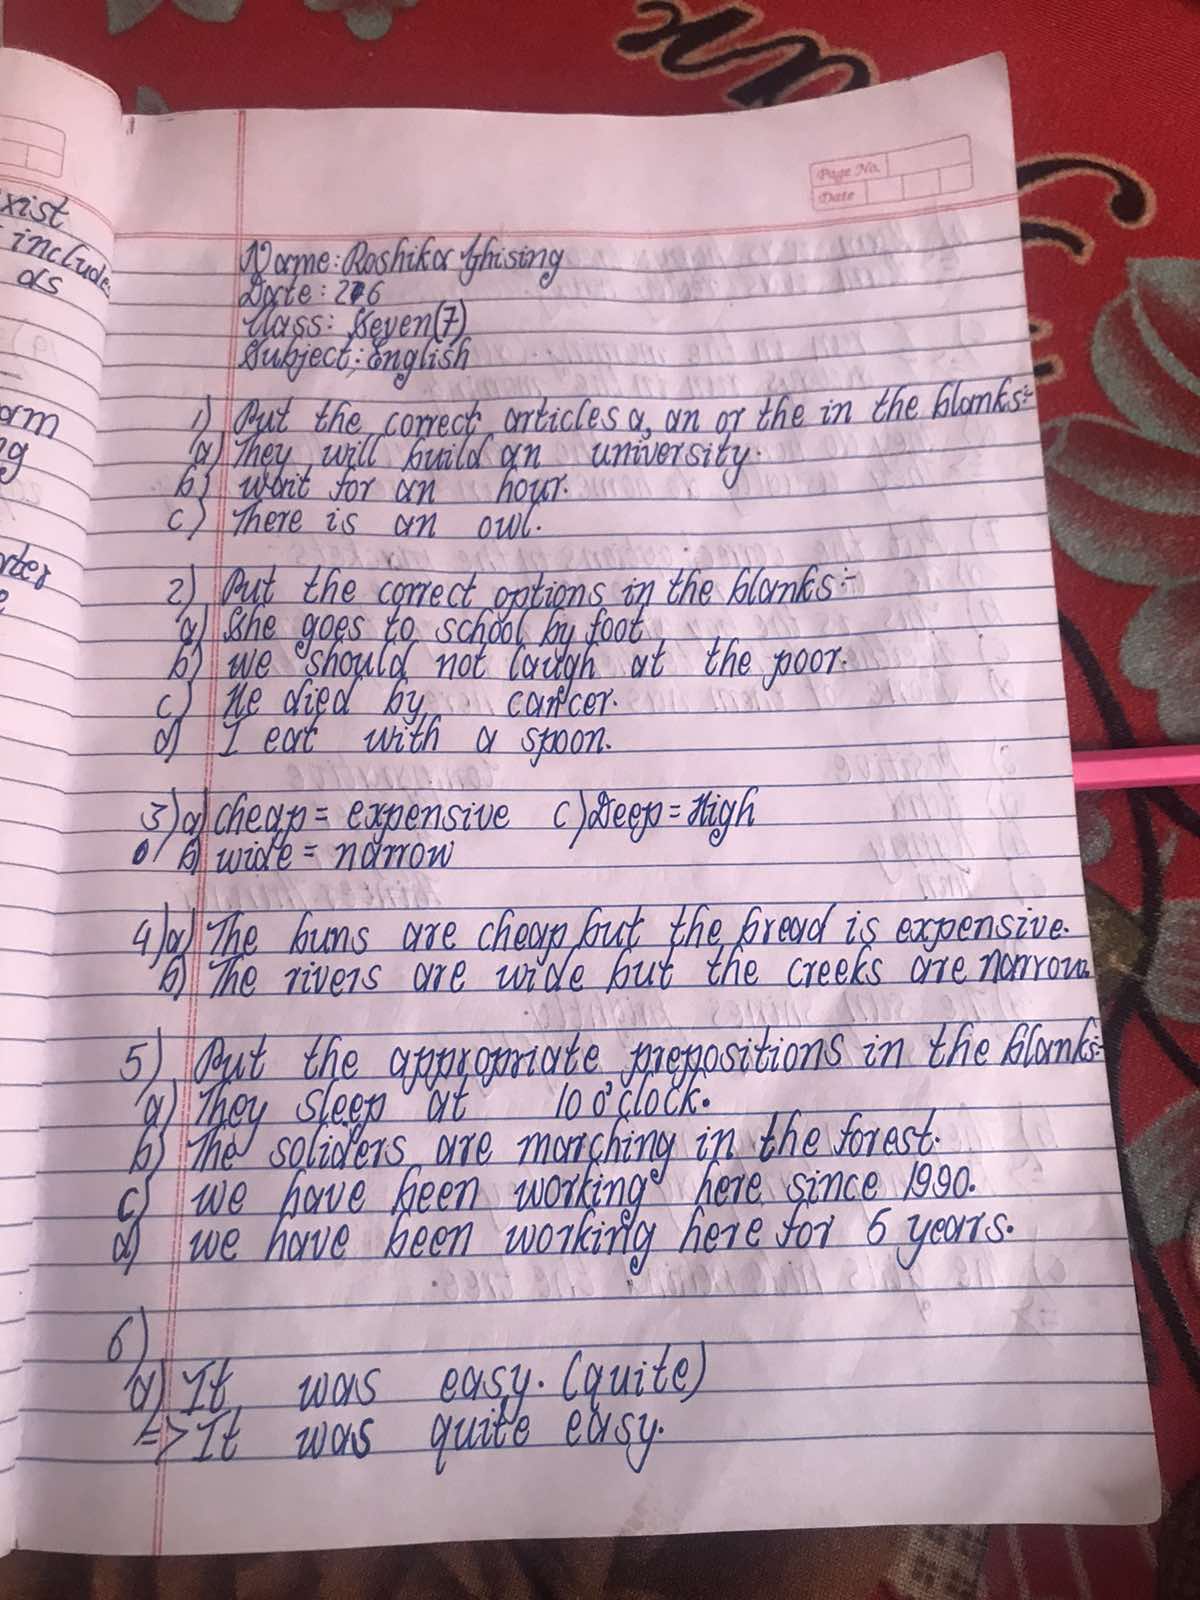 xist
includes
as
Page No.
Date
Name: Roshika Ghising
Date: 2
Class: Seven(7)
Subject: English
1) Put the correct articles a, an or the in the blanks:-
a) They will build an university.
b) wait for an hour.
c) There is an owl.
2) Put the correct options in the blanks:-
a) She goes to school by foot
b) we should not laugh at the poor.
c) He died by cancer.
d) I eat with a spoon.
3) a) cheap = expensive c) Deep = High
b) wide = narrow
4) a) The buns are cheap but the bread is expensive.
b) The rivers are wide but the creeks are narrow.
5) Put the appropriate prepositions in the blanks:-
a) They sleep at 10 o'clock.
b) The soliders are marching in the forest.
c) we have been working here since 1990.
d) we have been working here for 6 years.
6)
a) It was easy. (quite)
=> It was quite easy.